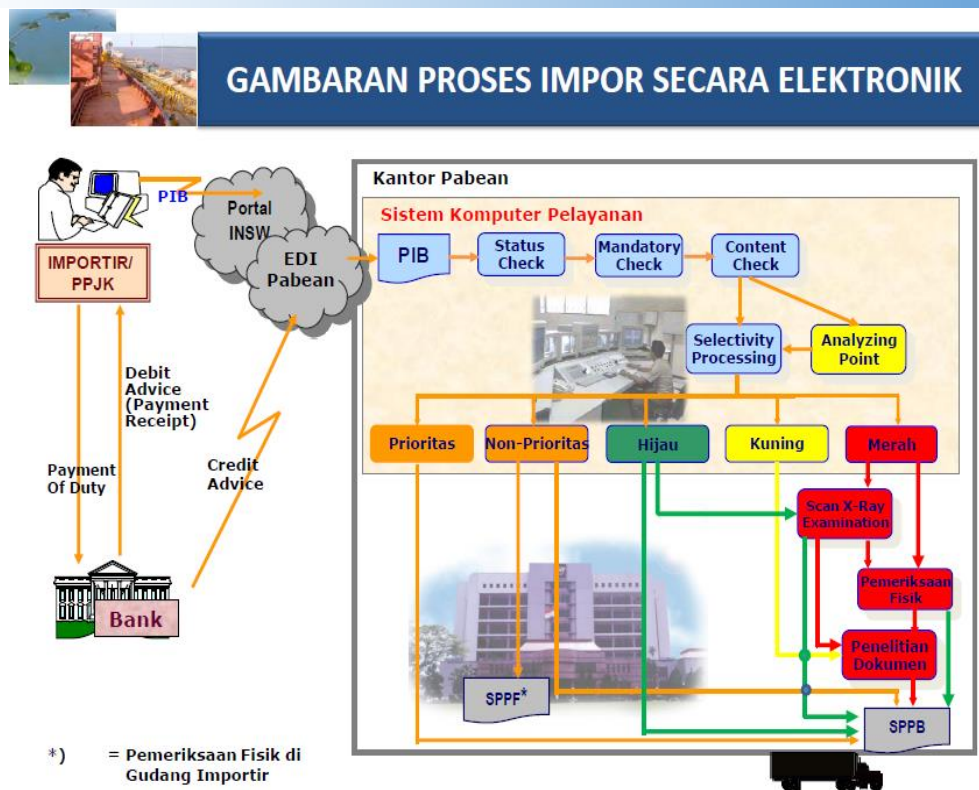 GAMBARAN PROSES IMPOR SECARA ELEKTRONIK
PIB
Portal
INSW
EDI
Pabean
IMPORTIR/
PPJK
Debit
Advice
(Payment
Receipt)
Payment
Of Duty
Credit
Advice
Bank
Kantor Pabean
Sistem Komputer Pelayanan
PIB
Status
Check
Mandatory
Check
Content
Check
Selectivity
Processing
Analyzing
Point
Prioritas
Non-Prioritas
Hijau
Kuning
Merah
Scan X-Ray
Examination
Pemeriksaan
Fisik
Penelitian
Dokumen
SPPF*
SPPB
*) = Pemeriksaan Fisik di
Gudang Importir